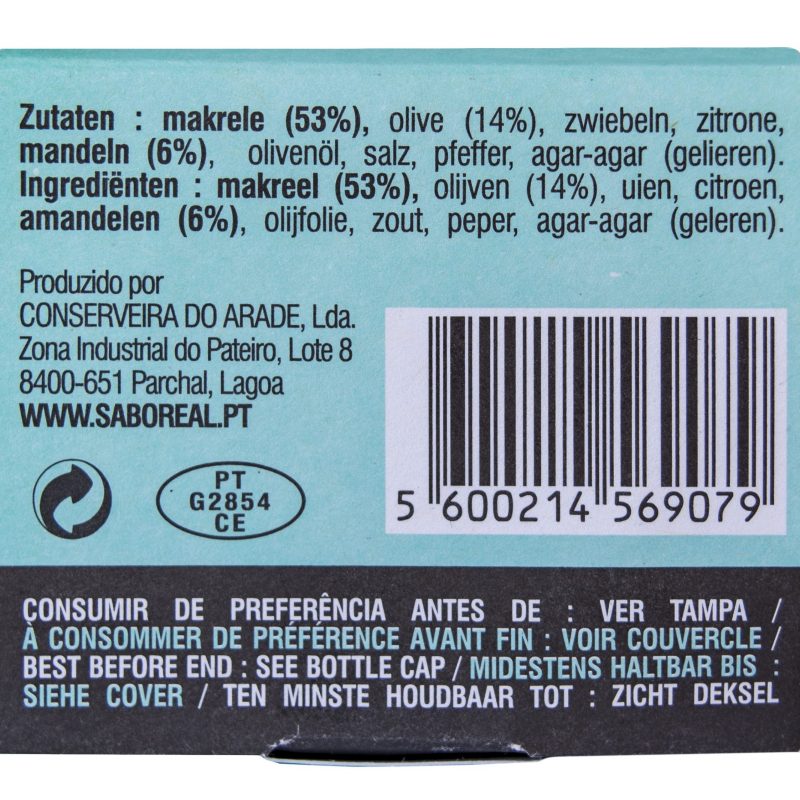 Zutaten : makrele (53%), olive (14%), zwiebeln, zitrone,
mandeln (6%), olivenöl, salz, pfeffer, agar-agar (gelieren).
Ingrediënten : makreel (53%), olijven (14%), uien, citroen,
amandelen (6%), olijfolie, zout, peper, agar-agar (geleren).
Produzido por
CONSERVEIRA DO ARADE, Lda.
Zona Industrial do Pateiro, Lote 8
8400-651 Parchal, Lagoa
WWW.SABOREAL.PT
PT
G2854
CE
5 600214 569079
CONSUMIR DE PREFERÊNCIA ANTES DE : VER TAMPA /
À CONSOMMER DE PRÉFÉRENCE AVANT FIN : VOIR COUVERCLE /
BEST BEFORE END : SEE BOTTLE CAP / MIDESTENS HALTBAR BIS :
SIEHE COVER / TEN MINSTE HOUDBAAR TOT : ZICHT DEKSEL